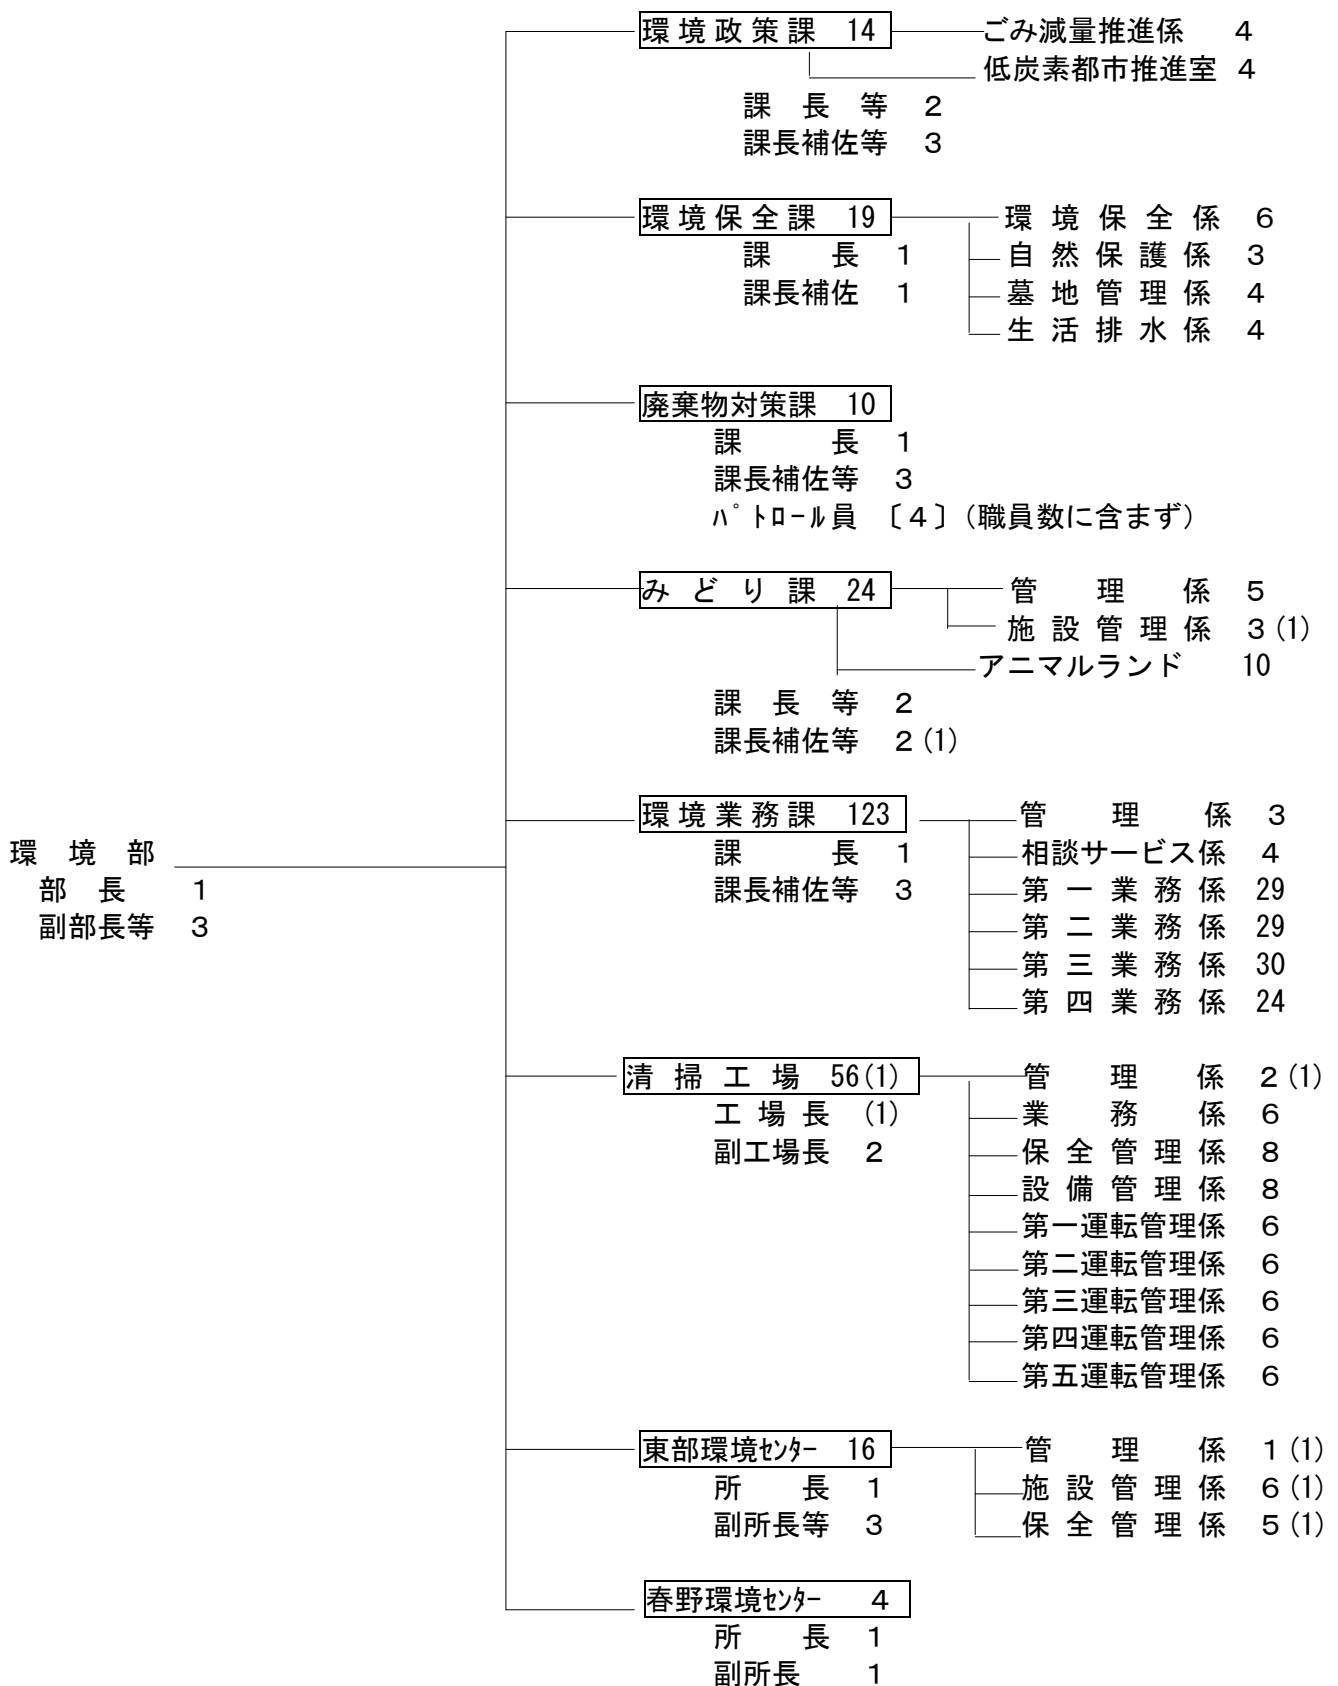 環境政策課 14 ごみ減量推進係 4
低炭素都市推進室 4
課長等 2
課長補佐等 3
環境保全課 19 環境保全係 6
課長 1 自然保護係 3
課長補佐 1 墓地管理係 4
生活排水係 4
廃棄物対策課 10
課長 1
課長補佐等 3
ﾊﾟﾄﾛｰﾙ員 〔4〕(職員数に含まず)
みどり課 24 管理係 5
施設管理係 3(1)
アニマルランド 10
課長等 2
課長補佐等 2(1)
環境業務課 123 管理係 3
環境部 課長 1 相談サービス係 4
部長 1 課長補佐等 3 第一業務係 29
副部長等 3 第二業務係 29
第三業務係 30
第四業務係 24
清掃工場 56(1) 管理係 2(1)
工場長 (1) 業務係 6
副工場長 2 保全管理係 8
設備管理係 8
第一運転管理係 6
第二運転管理係 6
第三運転管理係 6
第四運転管理係 6
第五運転管理係 6
東部環境ｾﾝﾀｰ 16 管理係 1(1)
所長 1 施設管理係 6(1)
副所長等 3 保全管理係 5(1)
春野環境ｾﾝﾀｰ 4
所長 1
副所長 1